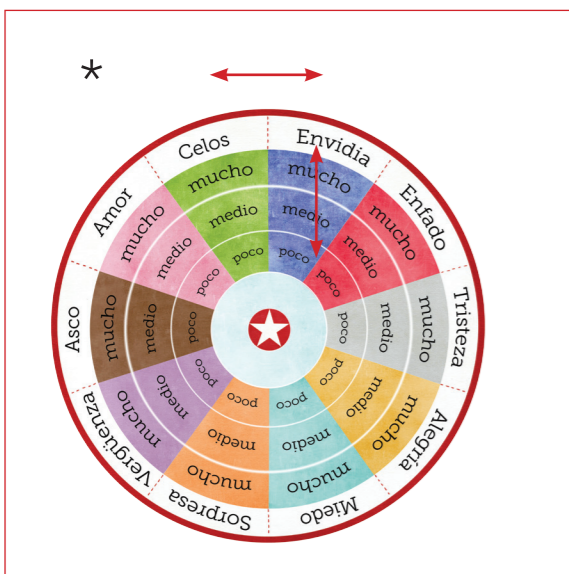 *
Celos
mucho
medio
poco
Envidia
mucho
medio
poco
Enfado
mucho
medio
poco
Tristeza
mucho
medio
poco
Alegría
mucho
medio
poco
Miedo
mucho
medio
poco
Sorpresa
mucho
medio
poco
Vergüenza
mucho
medio
poco
Asco
mucho
medio
poco
Amor
mucho
medio
poco